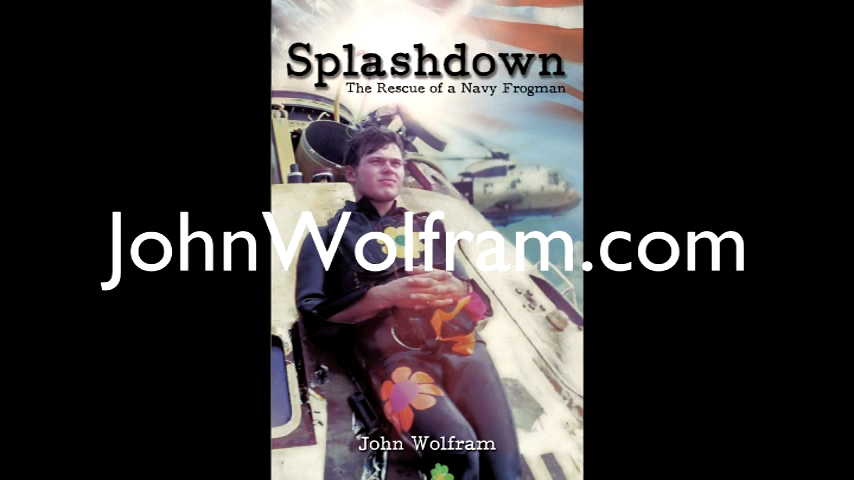 Splashdown
The Rescue of a Navy Frogman
JohnWolfram.com
John Wolfram